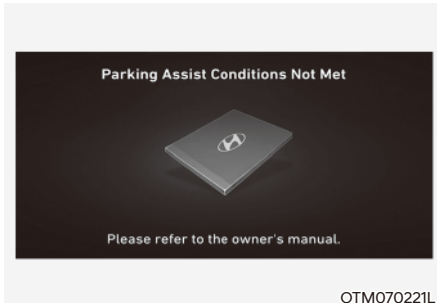 Parking Assist Conditions Not Met
Please refer to the owner's manual.
OTM070221L